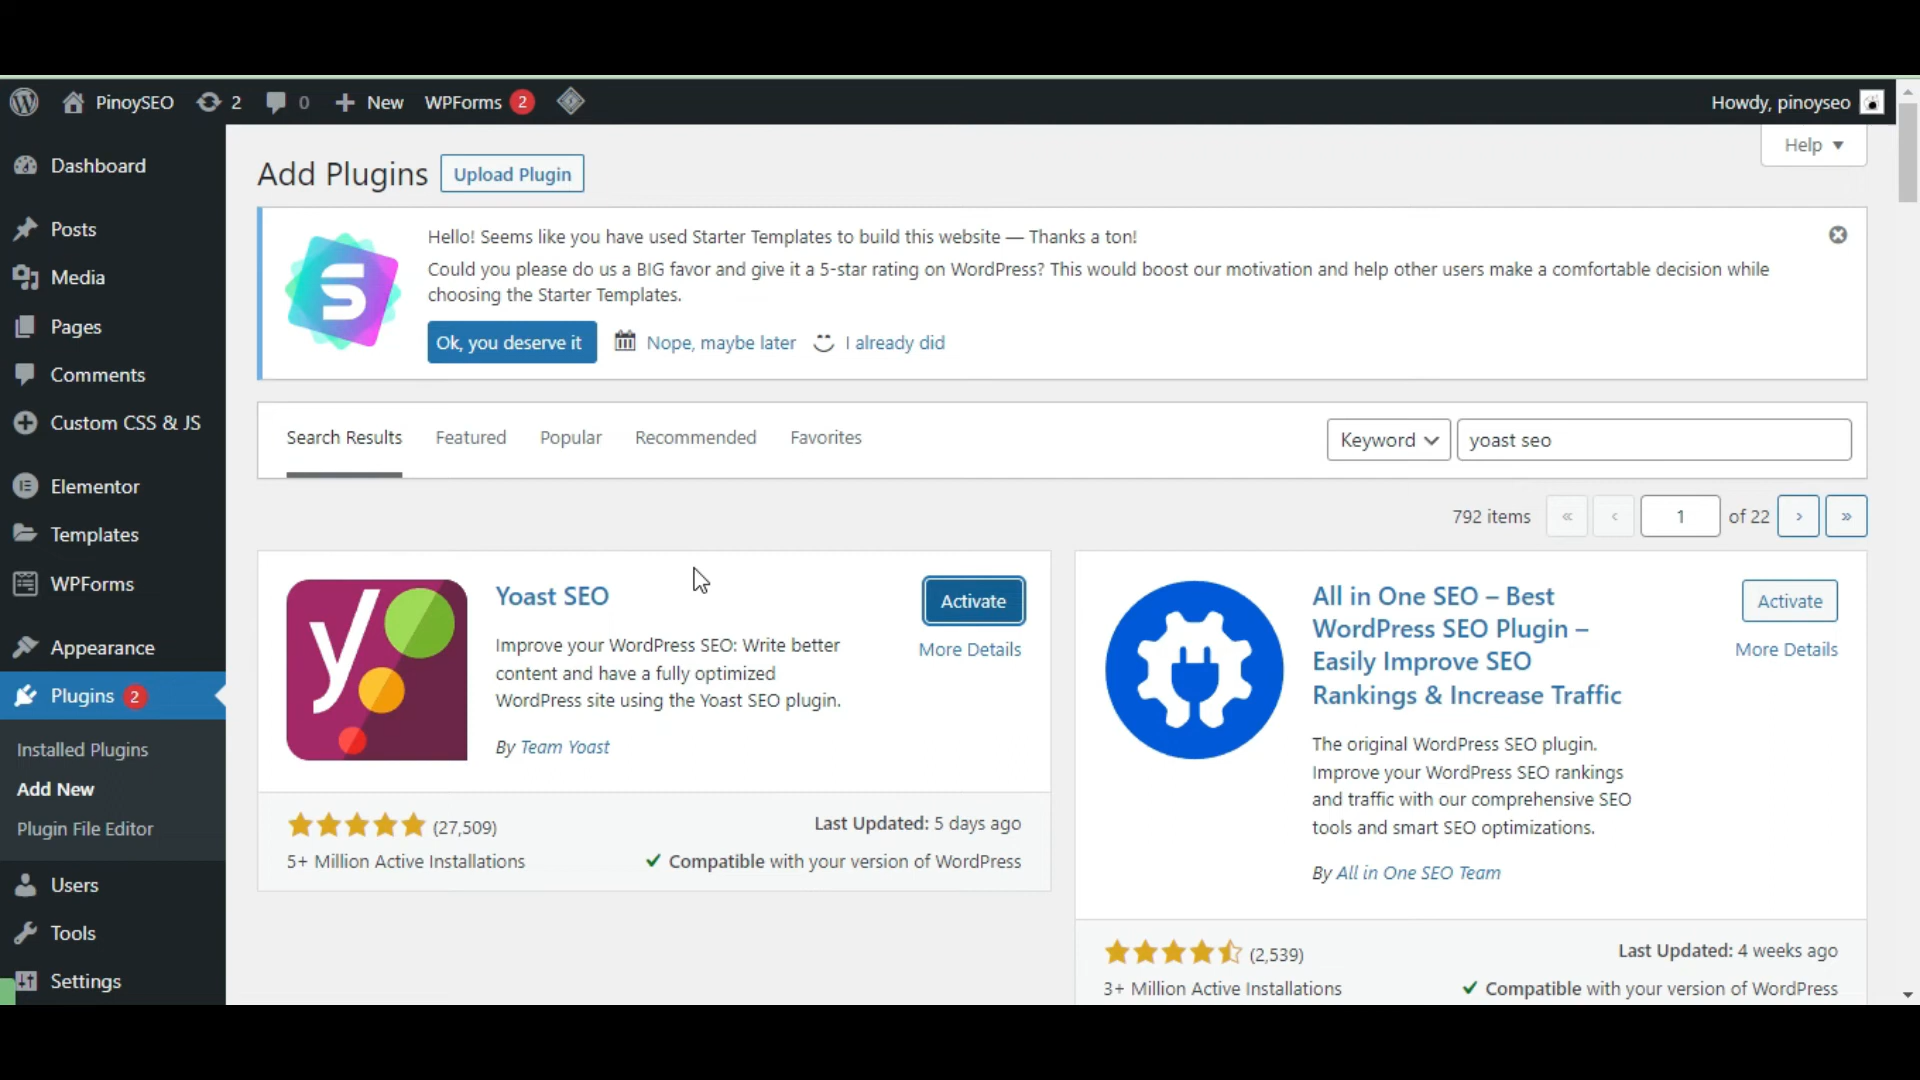 PinoySEO 2 0 New WPForms 2 Howdy, pinoyseo
Help
Dashboard
Posts
Media
Pages
Comments
Custom CSS & JS
Elementor
Templates
WPForms
Appearance
Plugins 2
Installed Plugins
Add New
Plugin File Editor
Users
Tools
Settings
Add Plugins Upload Plugin
Hello! Seems like you have used Starter Templates to build this website — Thanks a ton!
Could you please do us a BIG favor and give it a 5-star rating on WordPress? This would boost our motivation and help other users make a comfortable decision while
choosing the Starter Templates.
Ok, you deserve it Nope, maybe later I already did
Search Results Featured Popular Recommended Favorites Keyword yoast seo
792 items « ‹ 1 of 22 › »
Yoast SEO
Activate
More Details
Improve your WordPress SEO: Write better
content and have a fully optimized
WordPress site using the Yoast SEO plugin.
By Team Yoast
(27,509)
Last Updated: 5 days ago
5+ Million Active Installations
Compatible with your version of WordPress
All in One SEO – Best
WordPress SEO Plugin –
Easily Improve SEO
Rankings & Increase Traffic
Activate
More Details
The original WordPress SEO plugin.
Improve your WordPress SEO rankings
and traffic with our comprehensive SEO
tools and smart SEO optimizations.
By All in One SEO Team
(2,539)
Last Updated: 4 weeks ago
3+ Million Active Installations
Compatible with your version of WordPress